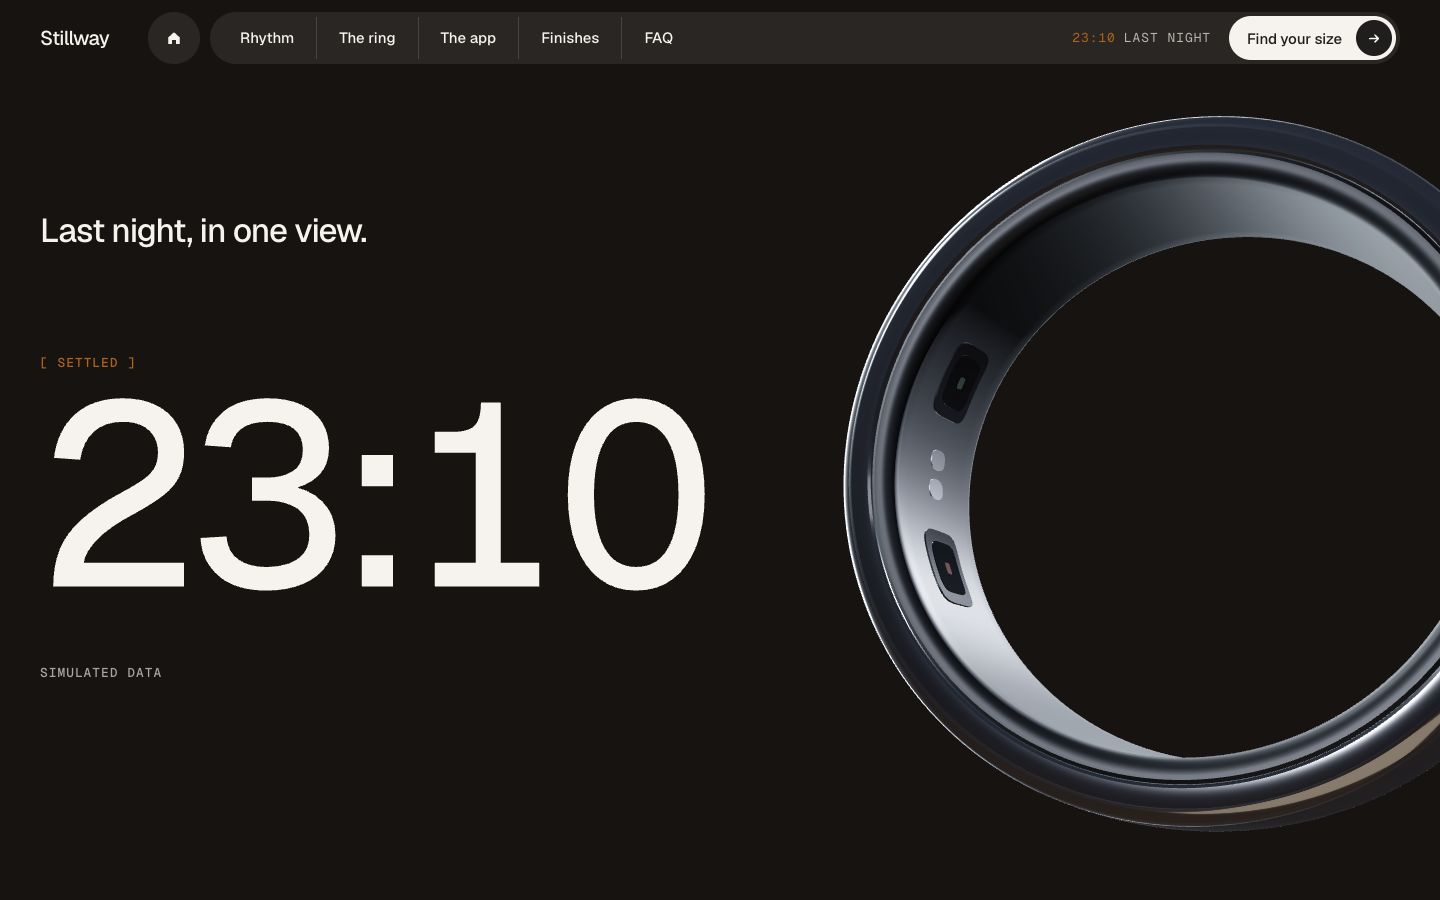 Stillway
Rhythm
The ring
The app
Finishes
FAQ
23:10 LAST NIGHT
Find your size
Last night, in one view.
[ SETTLED ]
23:10
SIMULATED DATA